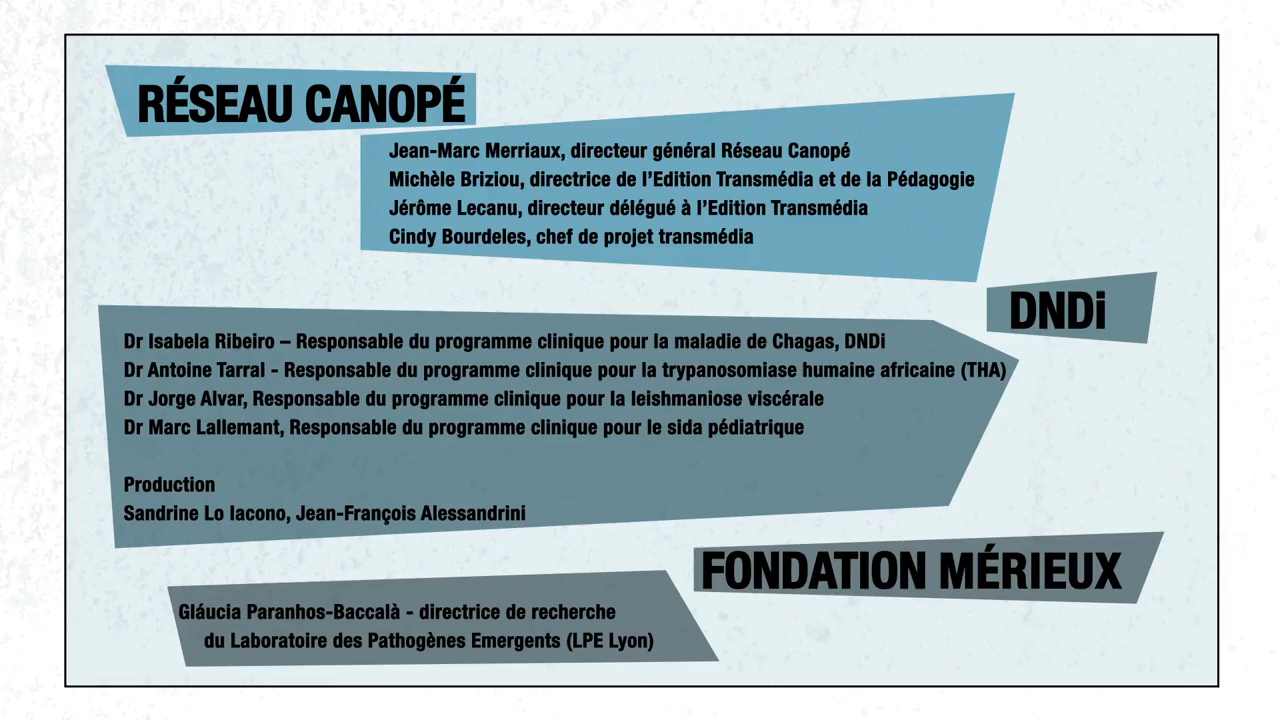 RÉSEAU CANOPÉ
Jean-Marc Merriaux, directeur général Réseau Canopé
Michèle Briziou, directrice de l’Edition Transmédia et de la Pédagogie
Jérôme Lecanu, directeur délégué à l’Edition Transmédia
Cindy Bourdeles, chef de projet transmédia
DNDi
Dr Isabela Ribeiro – Responsable du programme clinique pour la maladie de Chagas, DNDi
Dr Antoine Tarral - Responsable du programme clinique pour la trypanosomiase humaine africaine (THA)
Dr Jorge Alvar, Responsable du programme clinique pour la leishmaniose viscérale
Dr Marc Lallemant, Responsable du programme clinique pour le sida pédiatrique
Production
Sandrine Lo Iacono, Jean-François Alessandrini
FONDATION MÉRIEUX
Gláucia Paranhos-Baccalà - directrice de recherche
du Laboratoire des Pathogènes Emergents (LPE Lyon)